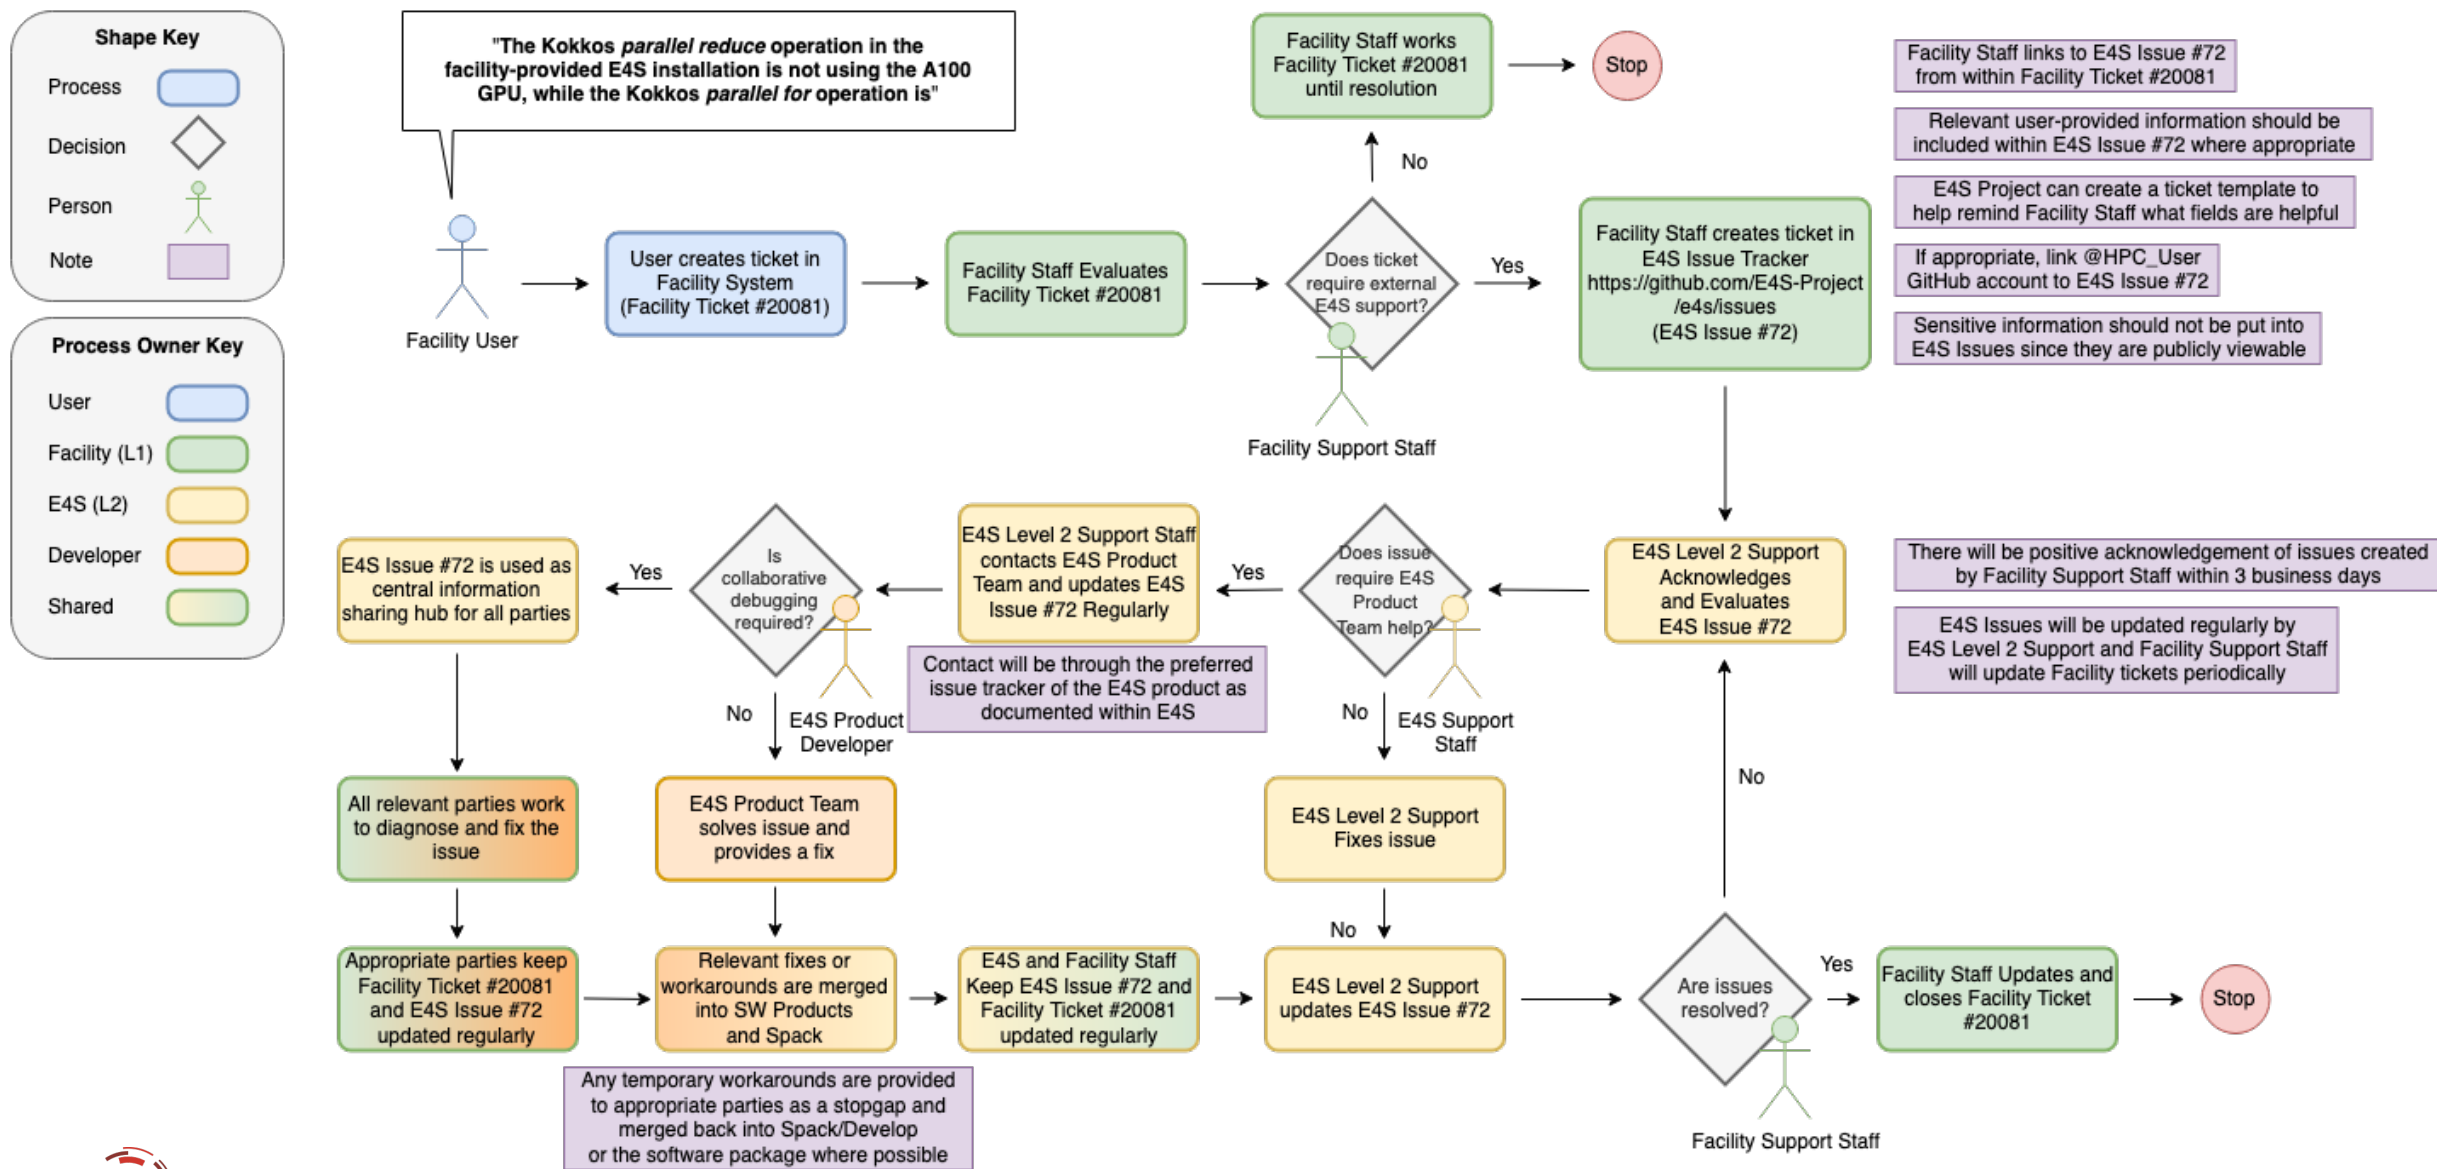 Shape Key
Process
Decision
Person
Note
Process Owner Key
User
Facility (L1)
E4S (L2)
Developer
Shared
"The Kokkos parallel reduce operation in the
facility-provided E4S installation is not using the A100
GPU, while the Kokkos parallel for operation is"
Facility User
User creates ticket in
Facility System
(Facility Ticket #20081)
Facility Staff Evaluates
Facility Ticket #20081
Does ticket
require external
E4S support?
Facility Support Staff
No
Facility Staff works
Facility Ticket #20081
until resolution
Stop
Yes
Facility Staff creates ticket in
E4S Issue Tracker
https://github.com/E4S-Project
/e4s/issues
(E4S Issue #72)
Facility Staff links to E4S Issue #72
from within Facility Ticket #20081
Relevant user-provided information should be
included within E4S Issue #72 where appropriate
E4S Project can create a ticket template to
help remind Facility Staff what fields are helpful
If appropriate, link @HPC_User
GitHub account to E4S Issue #72
Sensitive information should not be put into
E4S Issues since they are publicly viewable
E4S Level 2 Support
Acknowledges
and Evaluates
E4S Issue #72
There will be positive acknowledgement of issues created
by Facility Support Staff within 3 business days
E4S Issues will be updated regularly by
E4S Level 2 Support and Facility Support Staff
will update Facility tickets periodically
Does issue
require E4S
Product
Team help?
E4S Support
Staff
Yes
E4S Level 2 Support Staff
contacts E4S Product
Team and updates E4S
Issue #72 Regularly
Contact will be through the preferred
issue tracker of the E4S product as
documented within E4S
Is
collaborative
debugging
required?
E4S Product
Developer
Yes
E4S Issue #72 is used as
central information
sharing hub for all parties
No
No
All relevant parties work
to diagnose and fix the
issue
E4S Product Team
solves issue and
provides a fix
E4S Level 2 Support
Fixes issue
No
No
Appropriate parties keep
Facility Ticket #20081
and E4S Issue #72
updated regularly
Relevant fixes or
workarounds are merged
into SW Products
and Spack
E4S and Facility Staff
Keep E4S Issue #72 and
Facility Ticket #20081
updated regularly
E4S Level 2 Support
updates E4S Issue #72
Are issues
resolved?
Facility Support Staff
Yes
Facility Staff Updates and
closes Facility Ticket
#20081
Stop
Any temporary workarounds are provided
to appropriate parties as a stopgap and
merged back into Spack/Develop
or the software package where possible